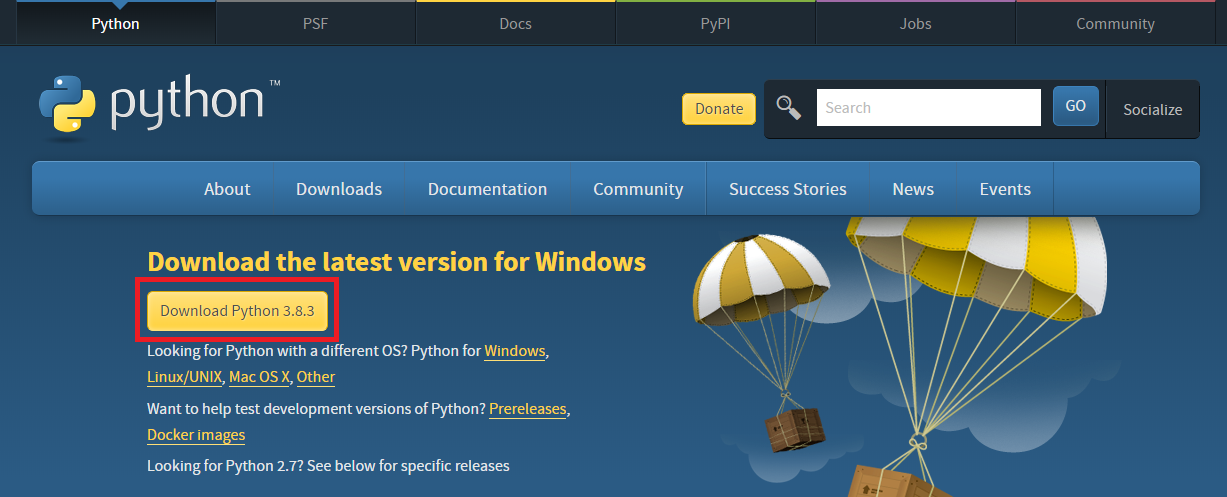 Python PSF Docs PyPI Jobs Community
python™
Donate Search GO Socialize
About Downloads Documentation Community Success Stories News Events
Download the latest version for Windows
Download Python 3.8.3
Looking for Python with a different OS? Python for Windows,
Linux/UNIX, Mac OS X, Other
Want to help test development versions of Python? Prereleases,
Docker images
Looking for Python 2.7? See below for specific releases